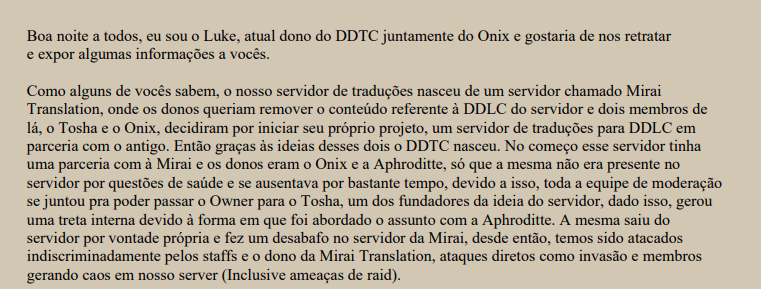 Boa noite a todos, eu sou o Luke, atual dono do DDTC juntamente do Onix e gostaria de nos retratar
e expor algumas informações a vocês.
Como alguns de vocês sabem, o nosso servidor de traduções nasceu de um servidor chamado Mirai
Translation, onde os donos queriam remover o conteúdo referente à DDLC do servidor e dois membros de
lá, o Tosha e o Onix, decidiram por iniciar seu próprio projeto, um servidor de traduções para DDLC em
parceria com o antigo. Então graças às ideias desses dois o DDTC nasceu. No começo esse servidor tinha
uma parceria com à Mirai e os donos eram o Onix e a Aphroditte, só que a mesma não era presente no
servidor por questões de saúde e se ausentava por bastante tempo, devido a isso, toda a equipe de moderação
se juntou pra poder passar o Owner para o Tosha, um dos fundadores da ideia do servidor, dado isso, gerou
uma treta interna devido à forma em que foi abordado o assunto com a Aphroditte. A mesma saiu do
servidor por vontade própria e fez um desabafo no servidor da Mirai, desde então, temos sido atacados
indiscriminadamente pelos staffs e o dono da Mirai Translation, ataques diretos como invasão e membros
gerando caos em nosso server (Inclusive ameaças de raid).